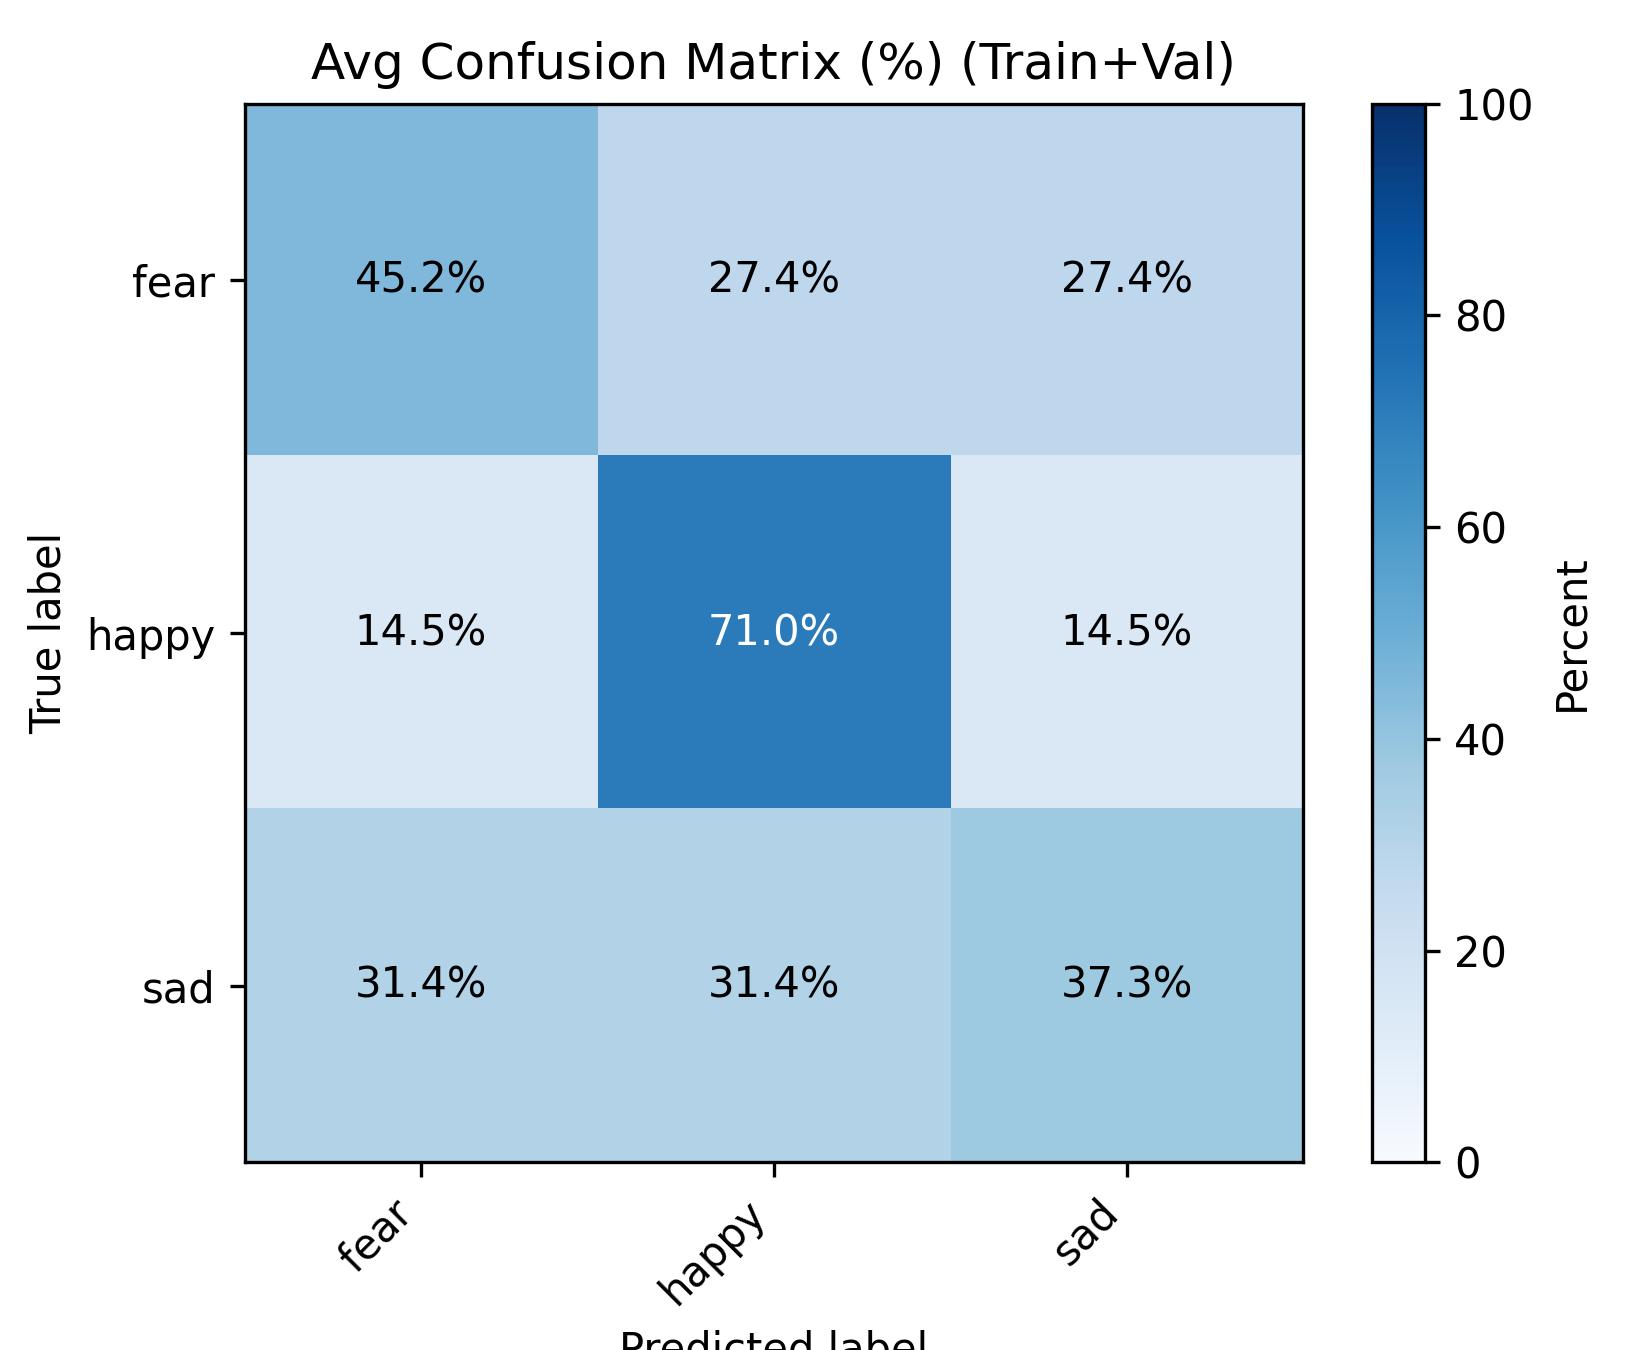 Avg Confusion Matrix (%) (Train+Val)
100
80
60
40
20
0
Percent
True label
fear
45.2% 27.4% 27.4%
happy
14.5% 71.0% 14.5%
sad
31.4% 31.4% 37.3%
fear happy sad
Predicted label